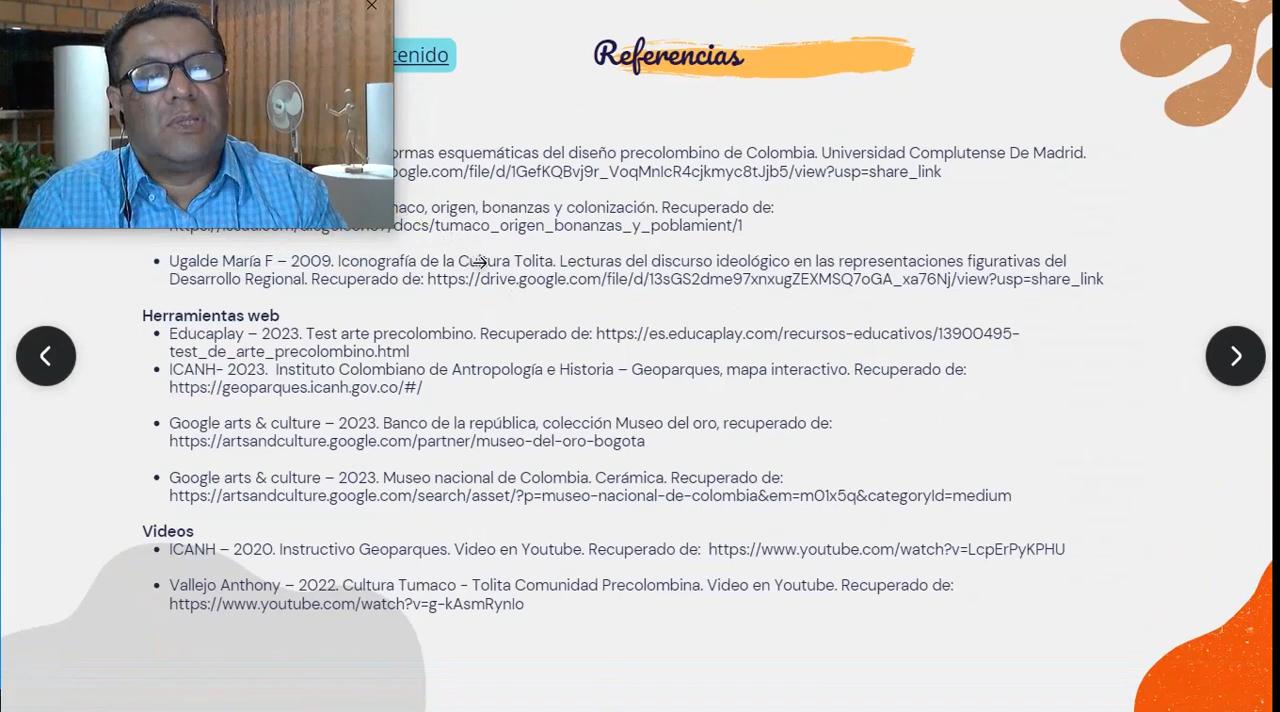 tenido
Referencias
ormas esquemáticas del diseño precolombino de Colombia. Universidad Complutense De Madrid.
oogle.com/file/d/1GefKQBvj9r_VoqMnIcR4cjkmyc8tJjb5/view?usp=share_link
naco, origen, bonanzas y colonización. Recuperado de:
/docs/tumaco_origen_bonanzas_y_poblamient/1
• Ugalde María F – 2009. Iconografía de la Cultura Tolita. Lecturas del discurso ideológico en las representaciones figurativas del
Desarrollo Regional. Recuperado de: https://drive.google.com/file/d/13sGS2dme97xnxugZEXMSQ7oGA_xa76Nj/view?usp=share_link
Herramientas web
• Educaplay – 2023. Test arte precolombino. Recuperado de: https://es.educaplay.com/recursos-educativos/13900495-
test_de_arte_precolombino.html
• ICANH- 2023. Instituto Colombiano de Antropología e Historia – Geoparques, mapa interactivo. Recuperado de:
https://geoparques.icanh.gov.co/#/
• Google arts & culture – 2023. Banco de la república, colección Museo del oro, recuperado de:
https://artsandculture.google.com/partner/museo-del-oro-bogota
• Google arts & culture – 2023. Museo nacional de Colombia. Cerámica. Recuperado de:
https://artsandculture.google.com/search/asset/?p=museo-nacional-de-colombia&em=m01x5q&categoryId=medium
Videos
• ICANH – 2020. Instructivo Geoparques. Video en Youtube. Recuperado de: https://www.youtube.com/watch?v=LcpErPyKPHU
• Vallejo Anthony – 2022. Cultura Tumaco - Tolita Comunidad Precolombina. Video en Youtube. Recuperado de:
https://www.youtube.com/watch?v=g-kAsmRynIo